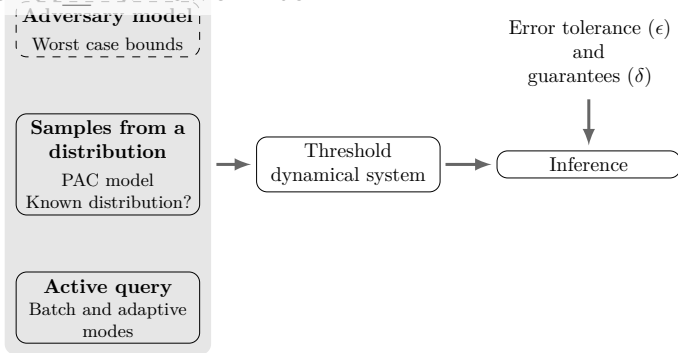 Adversary model
Worst case bounds
Samples from a
distribution
PAC model
Known distribution?
Active query
Batch and adaptive
modes
Threshold
dynamical system
Error tolerance (ϵ)
and
guarantees (δ)
Inference